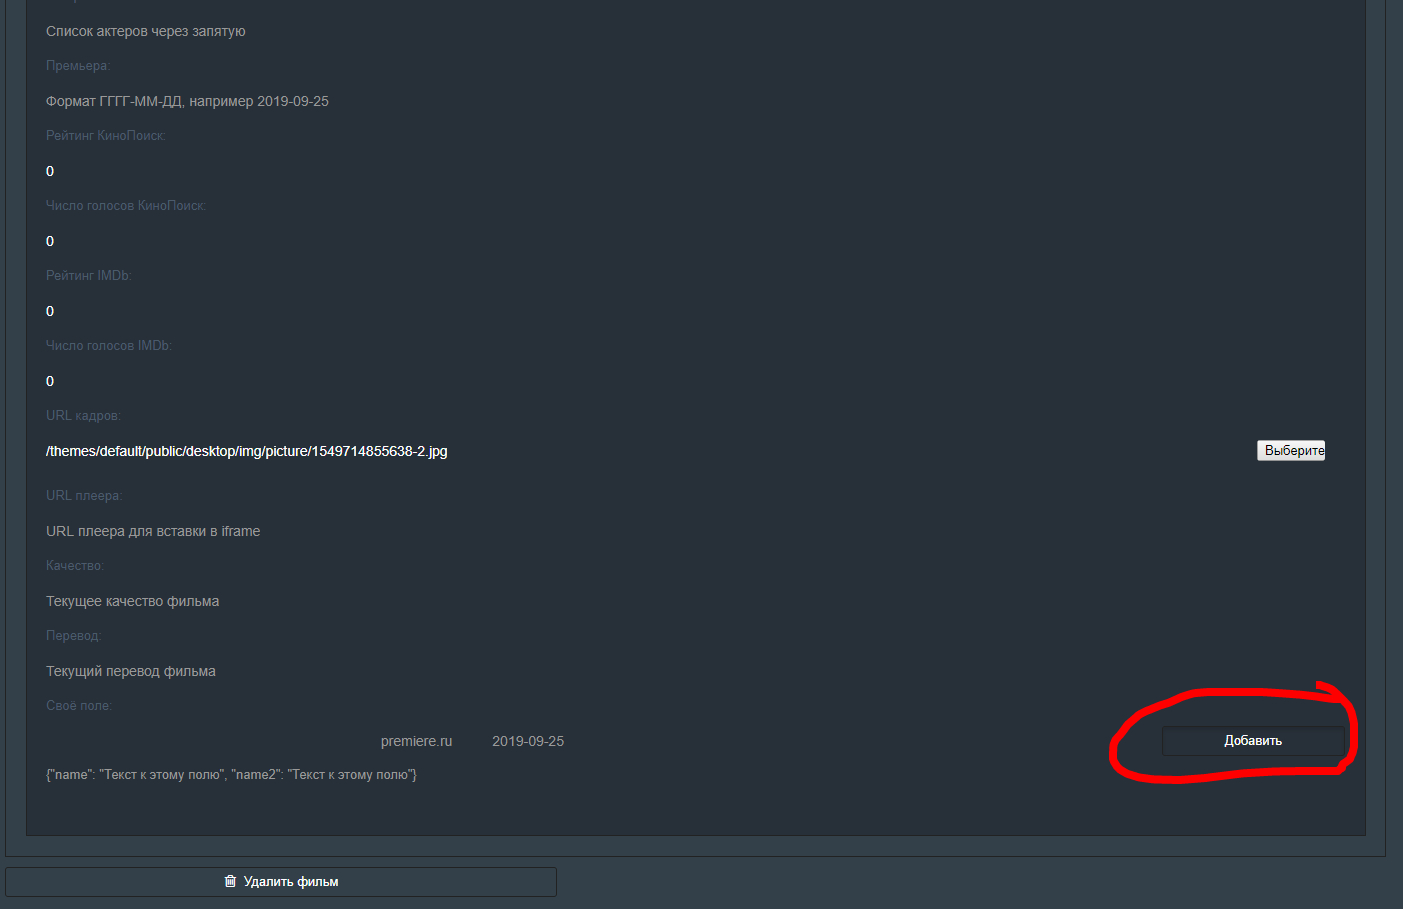 Список актеров через запятую
Премьера:
Формат ГГГГ-ММ-ДД, например 2019-09-25
Рейтинг КиноПоиск:
0
Число голосов КиноПоиск:
0
Рейтинг IMDb:
0
Число голосов IMDb:
0
URL кадров:
/themes/default/public/desktop/img/picture/1549714855638-2.jpg Выберите
URL плеера:
URL плеера для вставки в iframe
Качество:
Текущее качество фильма
Перевод:
Текущий перевод фильма
Своё поле:
premiere.ru 2019-09-25 Добавить
{"name": "Текст к этому полю", "name2": "Текст к этому полю"}
Удалить фильм